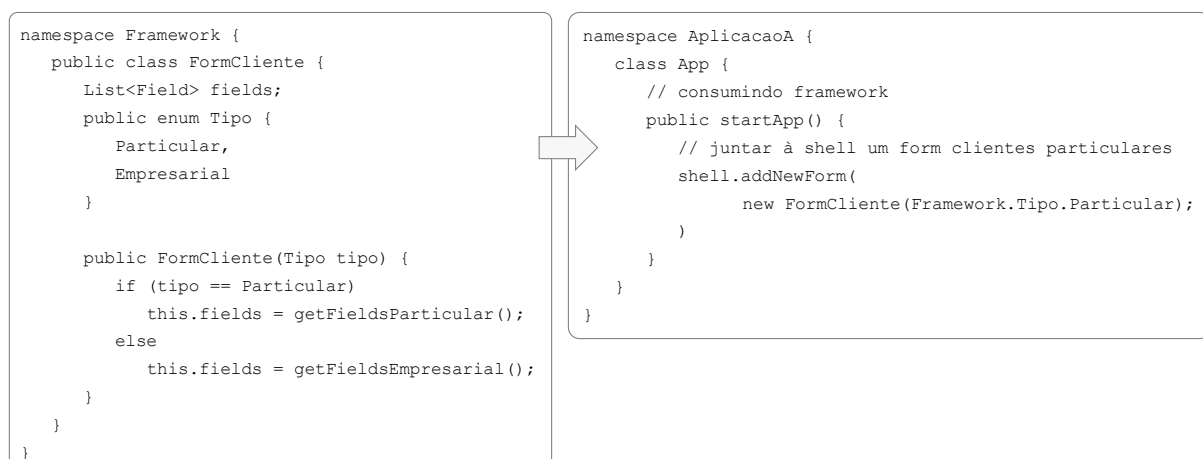 namespace Framework {
public class FormCliente {
List<Field> fields;
public enum Tipo {
Particular,
Empresarial
}
public FormCliente(Tipo tipo) {
if (tipo == Particular)
this.fields = getFieldsParticular();
else
this.fields = getFieldsEmpresarial();
}
}
}
namespace AplicacaoA {
class App {
// consumindo framework
public startApp() {
// juntar à shell um form clientes particulares
shell.addNewForm(
new FormCliente(Framework.Tipo.Particular);
)
}
}
}